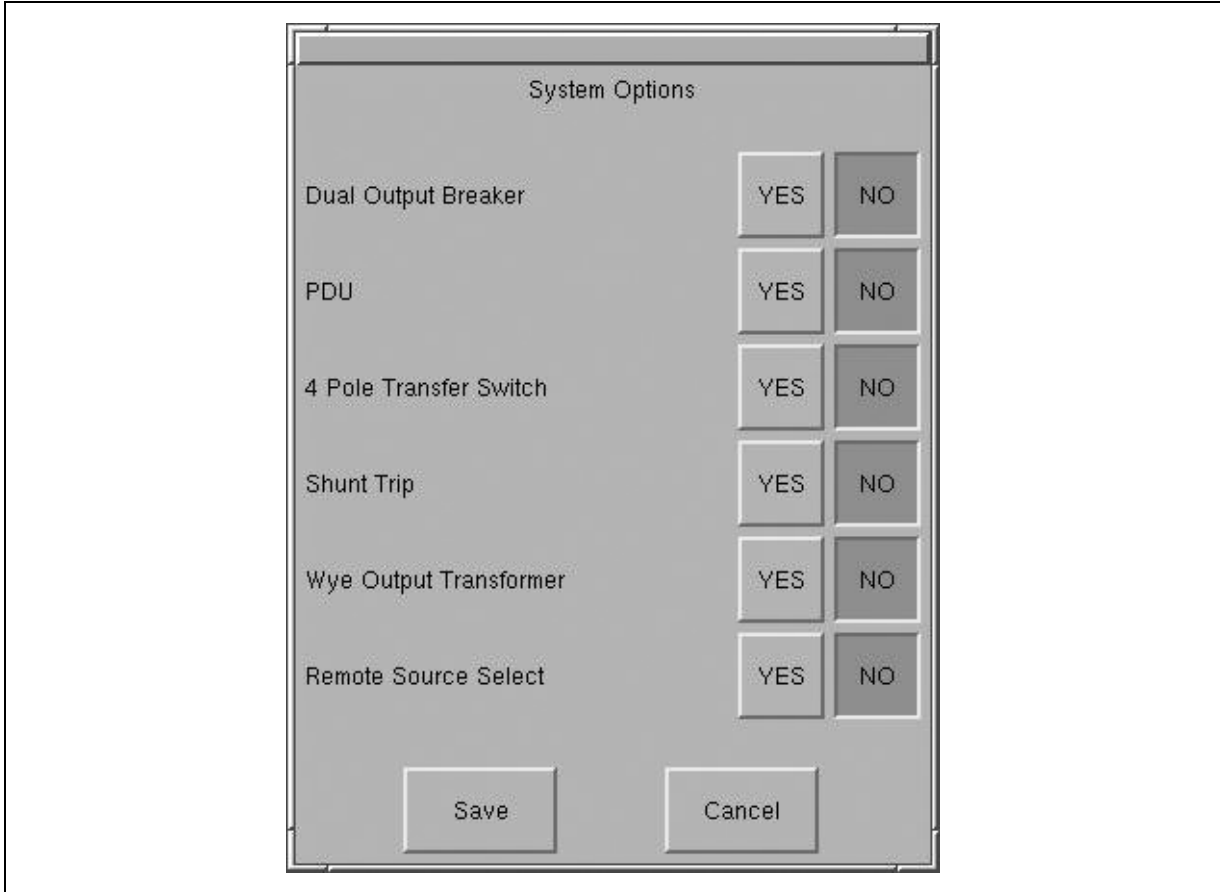 System Options
Dual Output Breaker YES NO
PDU YES NO
4 Pole Transfer Switch YES NO
Shunt Trip YES NO
Wye Output Transformer YES NO
Remote Source Select YES NO
Save Cancel